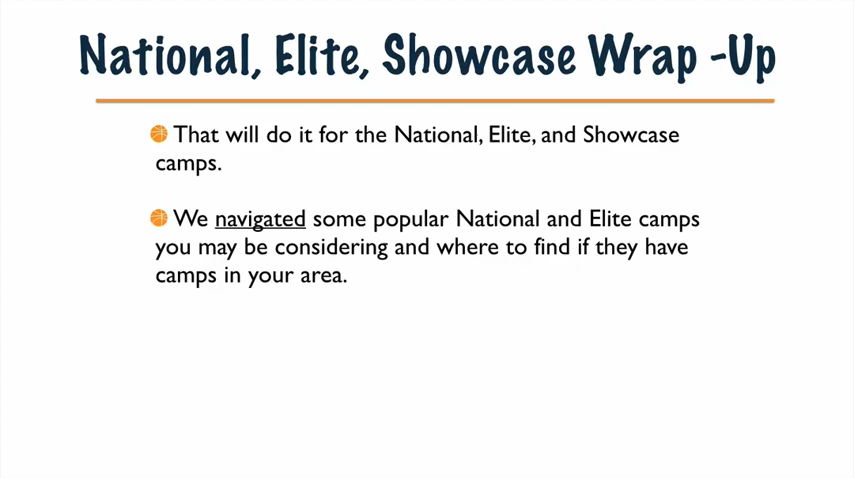 National, Elite, Showcase Wrap -Up
That will do it for the National, Elite, and Showcase
camps.
We navigated some popular National and Elite camps
you may be considering and where to find if they have
camps in your area.